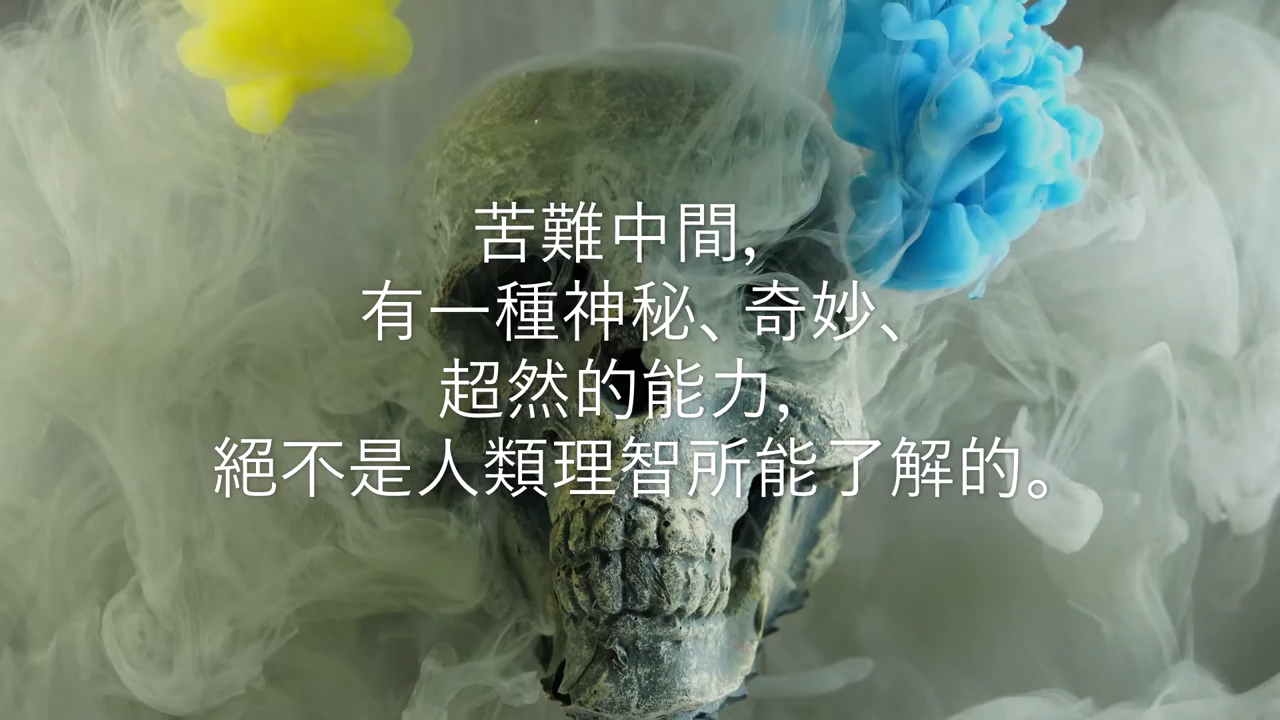 苦難中間,
有一種神秘、奇妙、
超然的能力,
絕不是人類理智所能了解的。